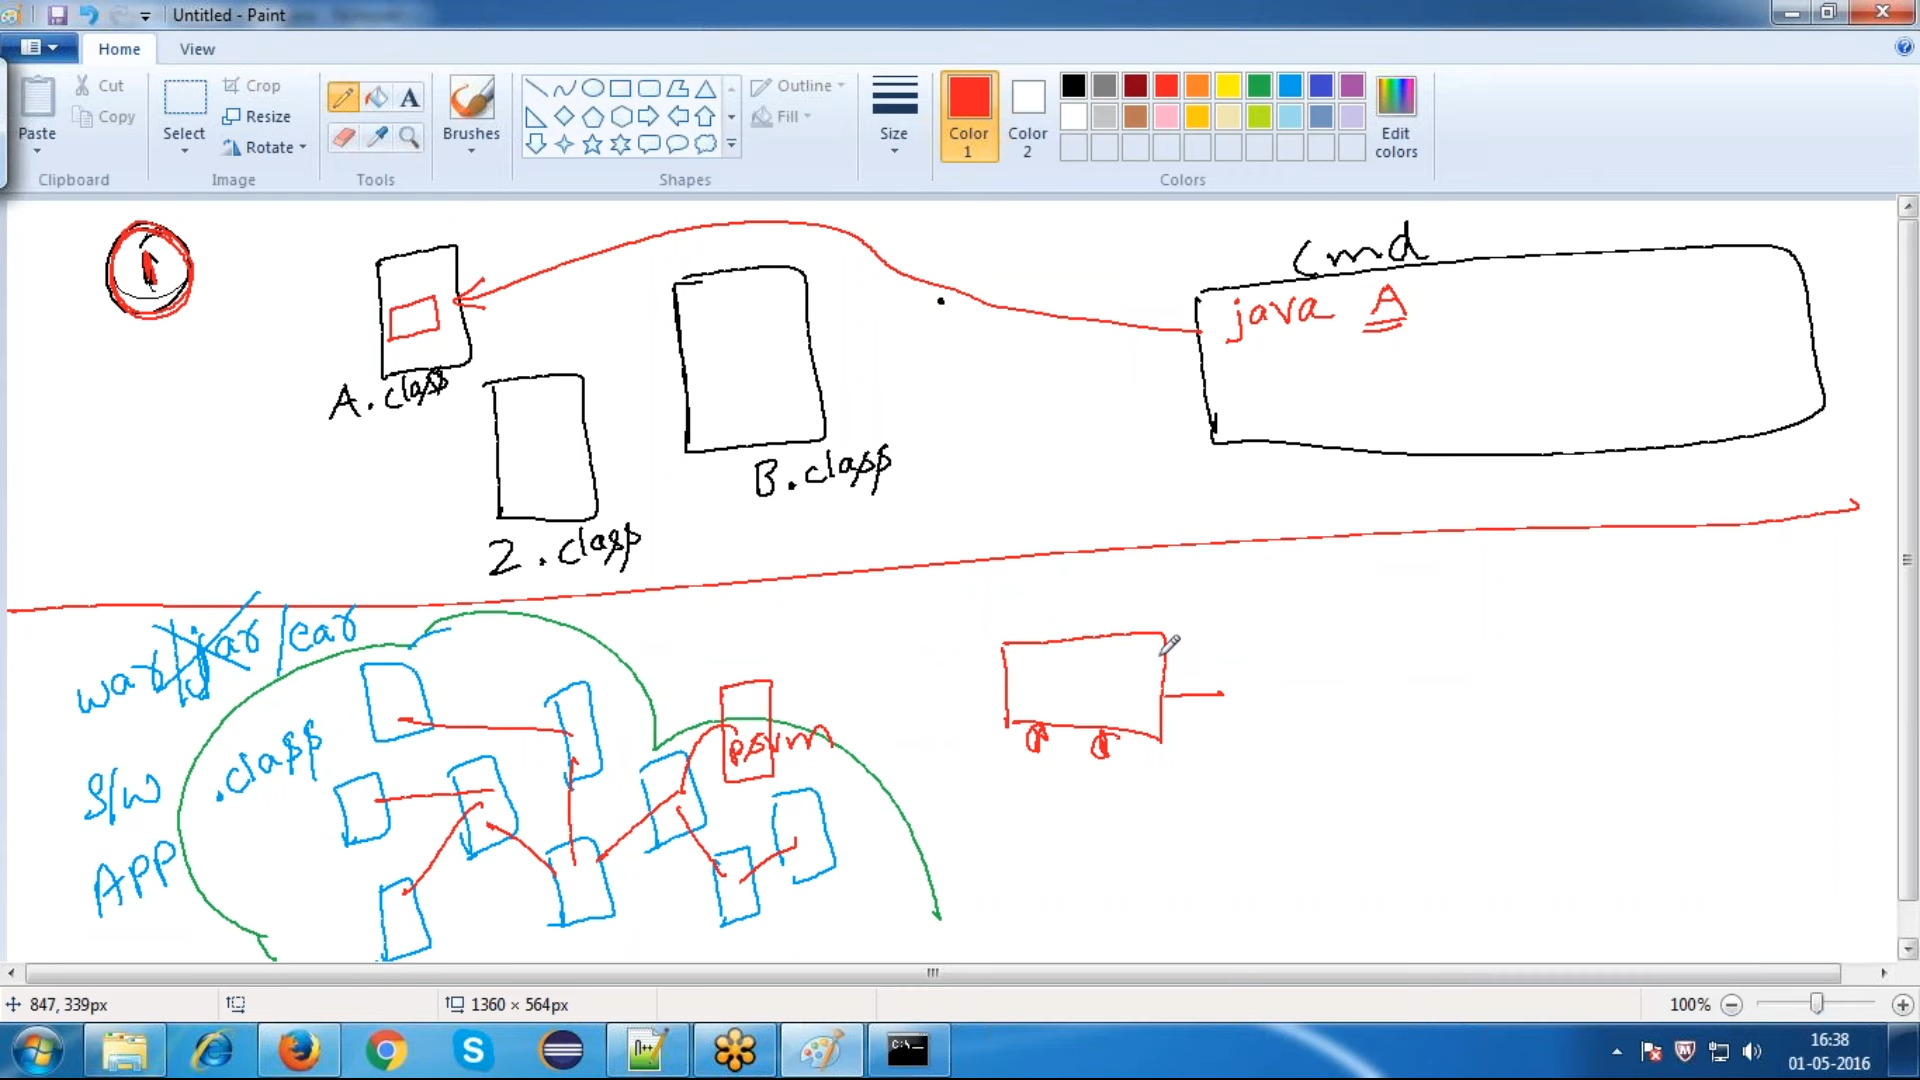 Untitled - Paint
Home
View
Cut
Copy
Paste
Clipboard
Crop
Resize
Rotate
Select
Image
Tools
Brushes
Outline
Fill
Shapes
Size
Color 1
Color 2
Edit colors
Colors
1
Cmd
java A
A.class
B.class
Z.class
war/jar/ear
.class
psvm
S/W
APP
847, 339px
1360 × 564px
100%
16:38
01-05-2016